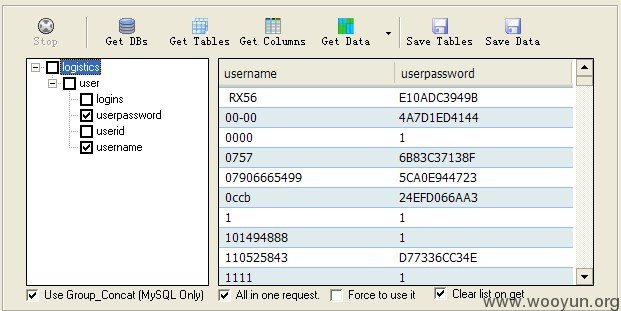 Stop Get DBs Get Tables Get Columns Get Data Save Tables Save Data
logistics
user
logins
userpassword
userid
username
username userpassword
RX56 E10ADC3949B
00-00 4A7D1ED4144
0000 1
0757 6B83C37138F
07906665499 5CA0E944723
0ccb 24EFD066AA3
1 1
101494888 1
110525843 D77336CC34E
1111 1
Use Group_Concat (MySQL Only) All in one request. Force to use it Clear list on get
www.wooyun.org